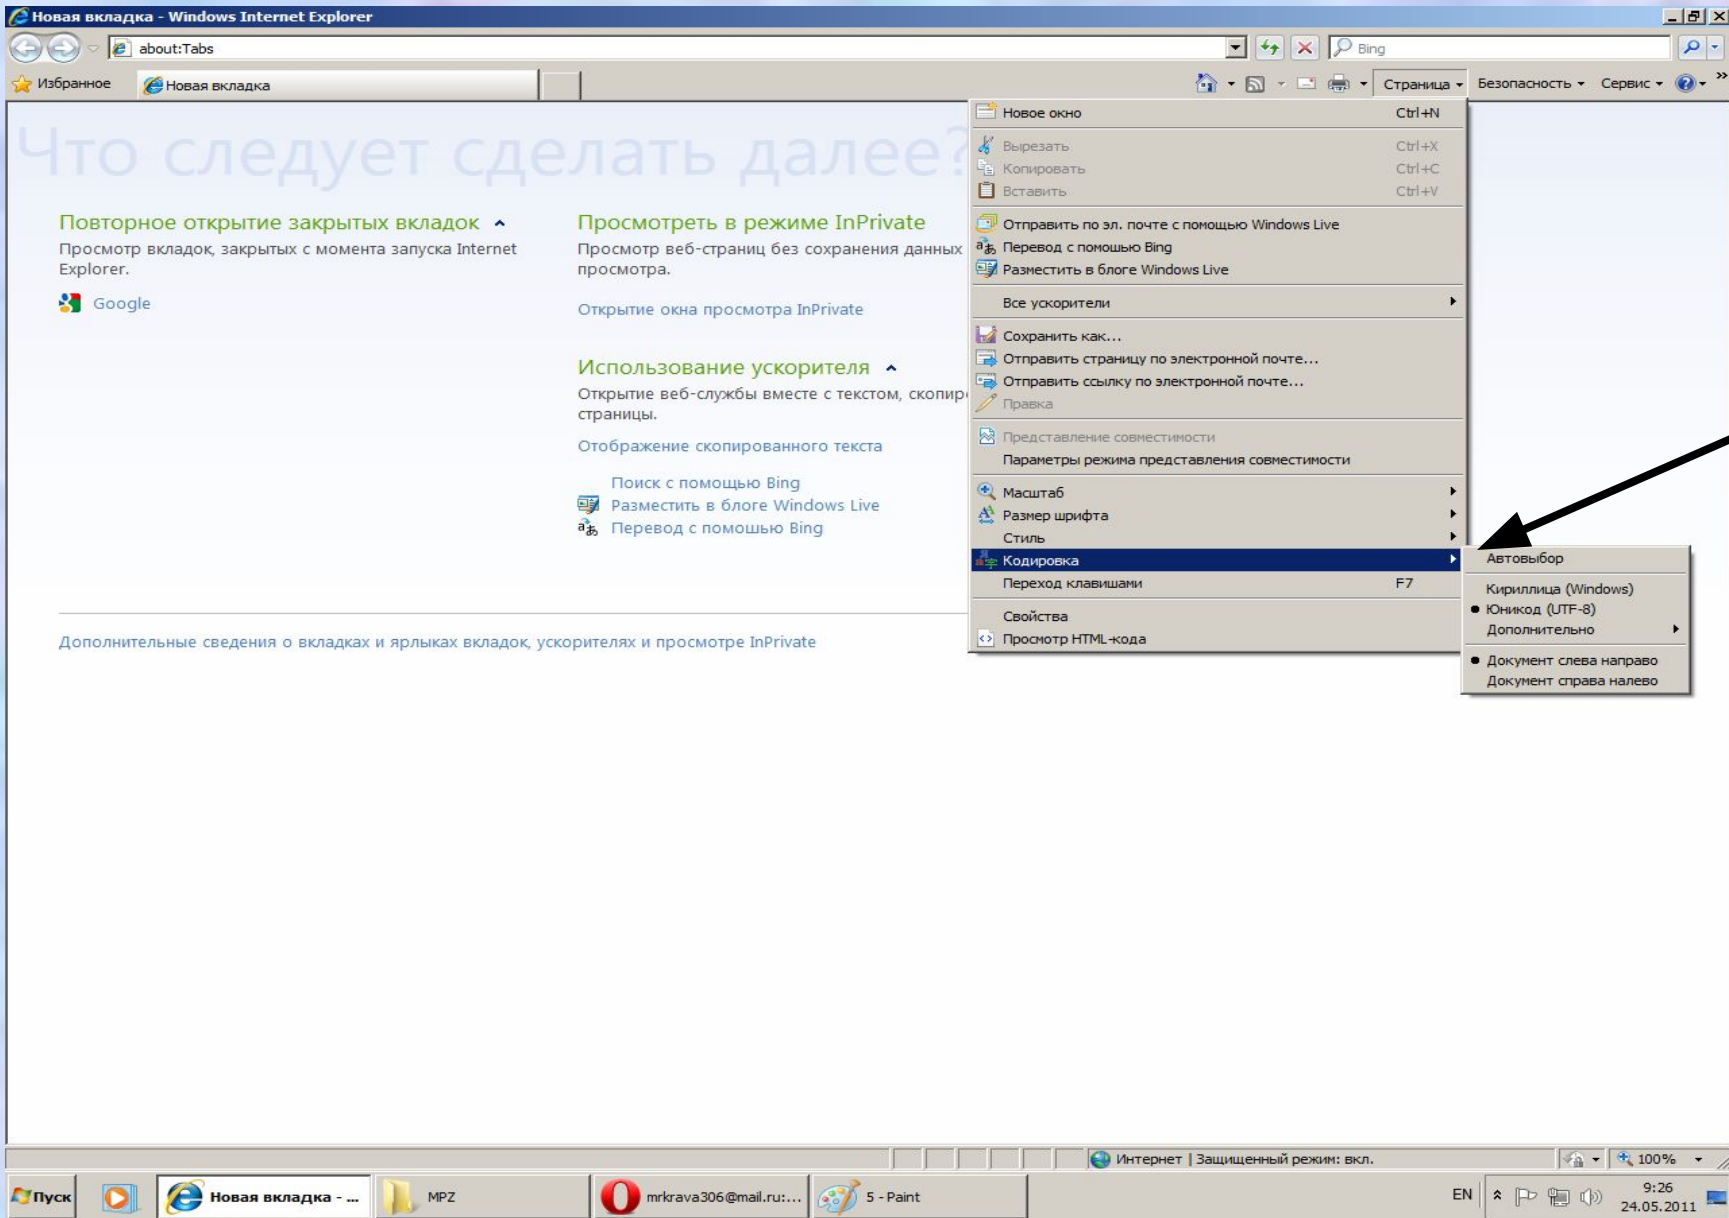 Новая вкладка - Windows Internet Explorer
about:Tabs
Bing
Избранное
Новая вкладка
Страница
Безопасность
Сервис
Что следует сделать далее?
Повторное открытие закрытых вкладок
Просмотр вкладок, закрытых с момента запуска Internet
Explorer.
Google
Просмотреть в режиме InPrivate
Просмотр веб-страниц без сохранения данных
просмотра.
Открытие окна просмотра InPrivate
Использование ускорителя
Открытие веб-службы вместе с текстом, скопир
страницы.
Отображение скопированного текста
Поиск с помощью Bing
Разместить в блоге Windows Live
Перевод с помошью Bing
Дополнительные сведения о вкладках и ярлыках вкладок, ускорителях и просмотре InPrivate
Новое окно Ctrl+N
Вырезать Ctrl+X
Копировать Ctrl+C
Вставить Ctrl+V
Отправить по эл. почте с помощью Windows Live
Перевод с помошью Bing
Разместить в блоге Windows Live
Все ускорители
Сохранить как...
Отправить страницу по электронной почте...
Отправить ссылку по электронной почте...
Правка
Представление совместимости
Параметры режима представления совместимости
Масштаб
Размер шрифта
Стиль
Кодировка
Переход клавишами F7
Свойства
Просмотр HTML-кода
Автовыбор
Кириллица (Windows)
Юникод (UTF-8)
Дополнительно
Документ слева направо
Документ справа налево
Интернет | Защищенный режим: вкл.
100%
Пуск
Новая вкладка - ...
MPZ
mrkrava306@mail.ru:...
5 - Paint
EN
9:26
24.05.2011